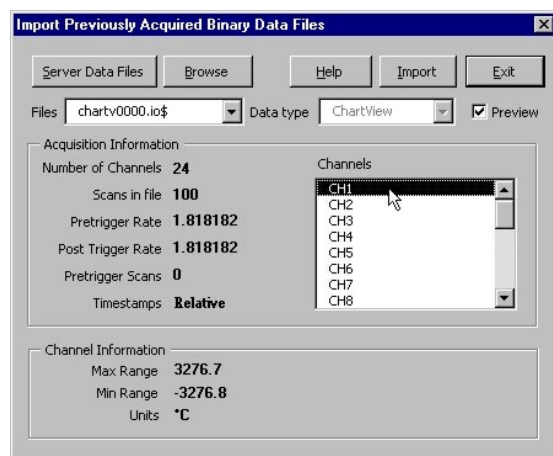 Import Previously Acquired Binary Data Files
Server Data Files Browse Help Import Exit
Files chartv0000.io$ Data type ChartView Preview
Acquisition Information
Number of Channels 24
Scans in file 100
Pretrigger Rate 1.818182
Post Trigger Rate 1.818182
Pretrigger Scans 0
Timestamps Relative
Channels
CH1
CH2
CH3
CH4
CH5
CH6
CH7
CH8
Channel Information
Max Range 3276.7
Min Range -3276.8
Units °C